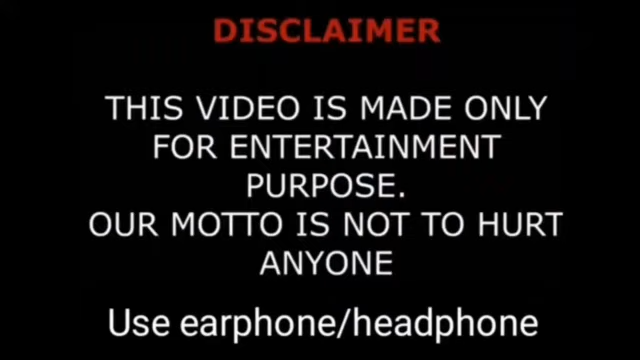 DISCLAIMER
THIS VIDEO IS MADE ONLY
FOR ENTERTAINMENT
PURPOSE.
OUR MOTTO IS NOT TO HURT
ANYONE
Use earphone/headphone